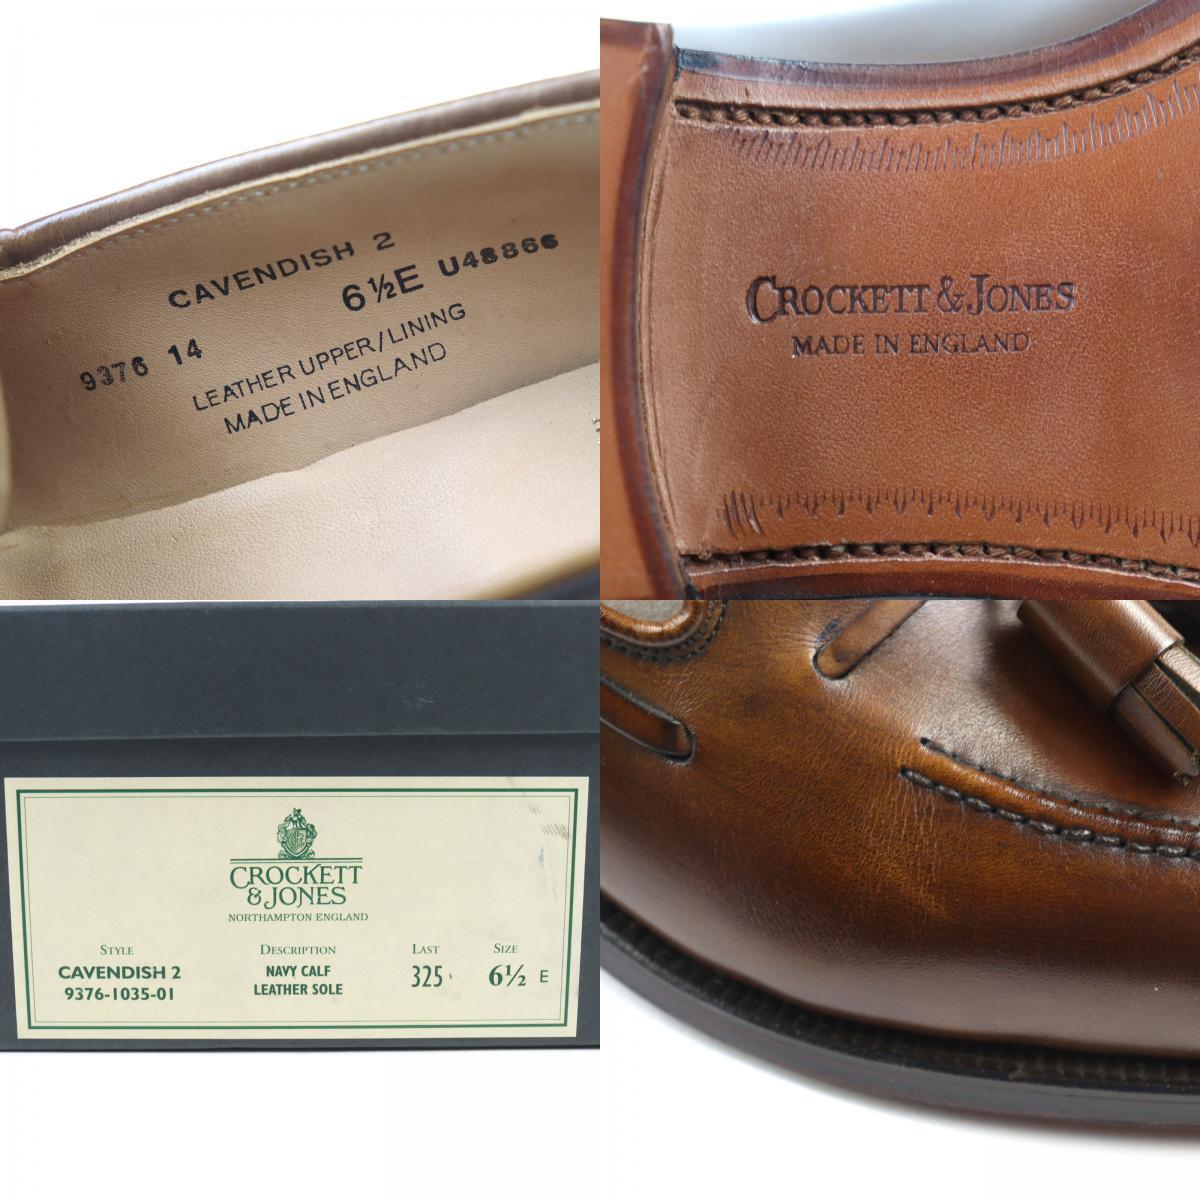 CAVENDISH 2
6½E U48866
9376 14
LEATHER UPPER/LINING
MADE IN ENGLAND
CROCKETT & JONES
MADE IN ENGLAND
CROCKETT
& JONES
NORTHAMPTON ENGLAND
STYLE DESCRIPTION LAST SIZE
CAVENDISH 2 NAVY CALF 325 6½ E
9376-1035-01 LEATHER SOLE